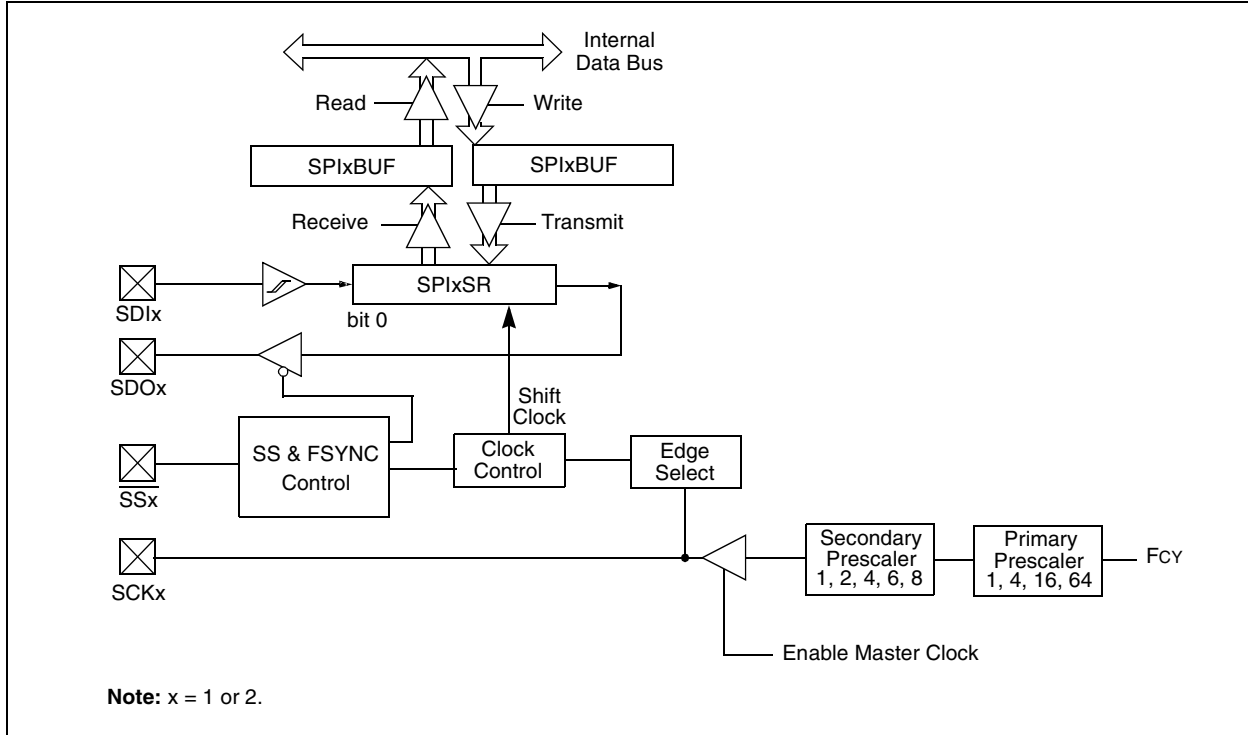 Internal
Data Bus
Read
Write
SPIxBUF
SPIxBUF
Receive
Transmit
SPIxSR
SDIx
bit 0
SDOx
Shift
Clock
SS & FSYNC
Control
Clock
Control
Edge
Select
SSx
Secondary
Prescaler
1, 2, 4, 6, 8
Primary
Prescaler
1, 4, 16, 64
FCY
SCKx
Enable Master Clock
Note: x = 1 or 2.